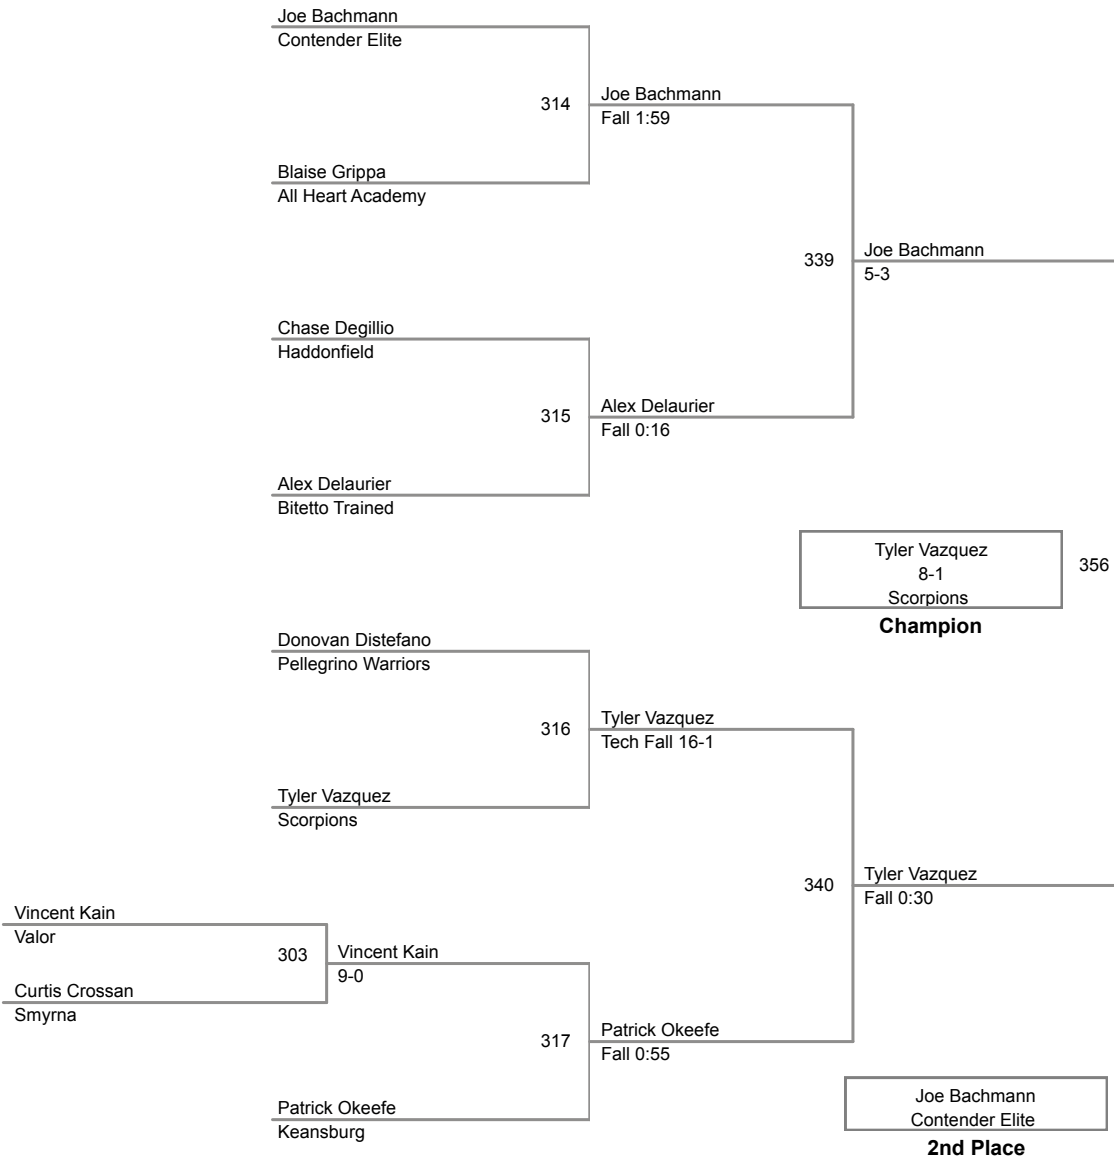 Joe Bachmann
Contender Elite
314
Joe Bachmann
Fall 1:59
Blaise Grippa
All Heart Academy
339
Joe Bachmann
5-3
Chase Degillio
Haddonfield
315
Alex Delaurier
Fall 0:16
Alex Delaurier
Bitetto Trained
Tyler Vazquez
8-1
Scorpions
356
Champion
Donovan Distefano
Pellegrino Warriors
316
Tyler Vazquez
Tech Fall 16-1
Tyler Vazquez
Scorpions
340
Tyler Vazquez
Fall 0:30
Vincent Kain
Valor
303
Vincent Kain
9-0
Curtis Crossan
Smyrna
317
Patrick Okeefe
Fall 0:55
Patrick Okeefe
Keansburg
Joe Bachmann
Contender Elite
2nd Place